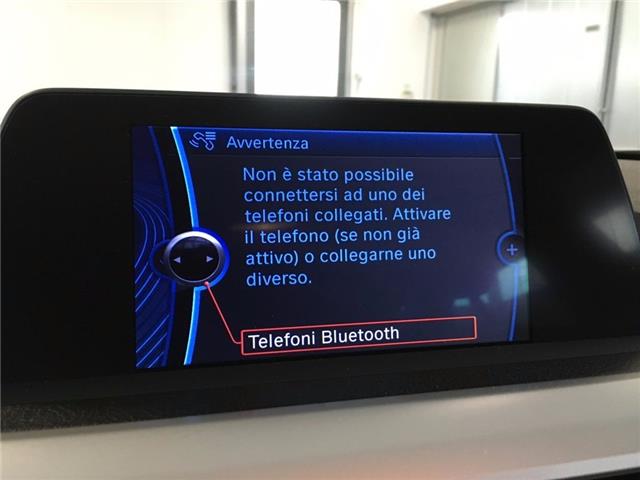 Avvertenza
Non è stato possibile
connettersi ad uno dei
telefoni collegati. Attivare
il telefono (se non già
attivo) o collegarne uno
diverso.
Telefoni Bluetooth